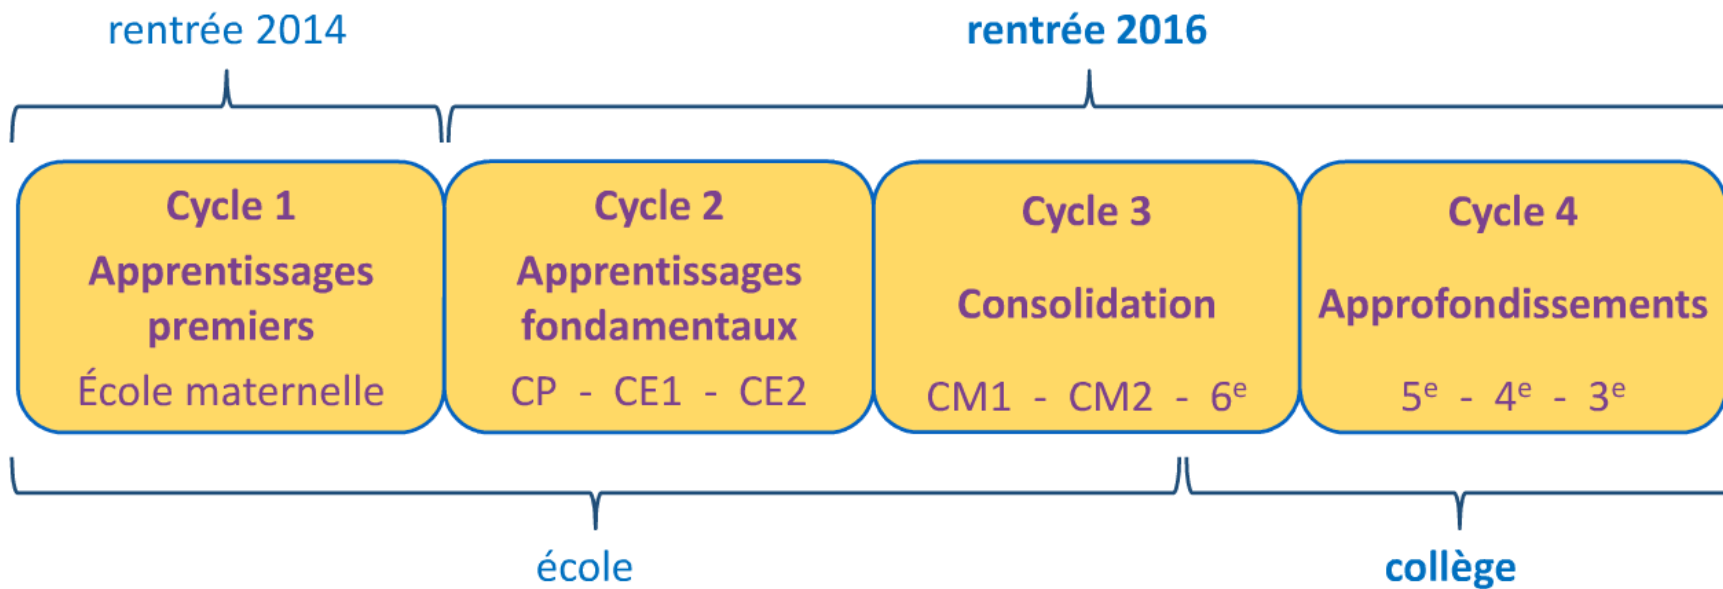 rentrée 2014
rentrée 2016
Cycle 1
Apprentissages
premiers
École maternelle
Cycle 2
Apprentissages
fondamentaux
CP - CE1 - CE2
Cycle 3
Consolidation
CM1 - CM2 - 6ᵉ
Cycle 4
Approfondissements
5ᵉ - 4ᵉ - 3ᵉ
école
collège